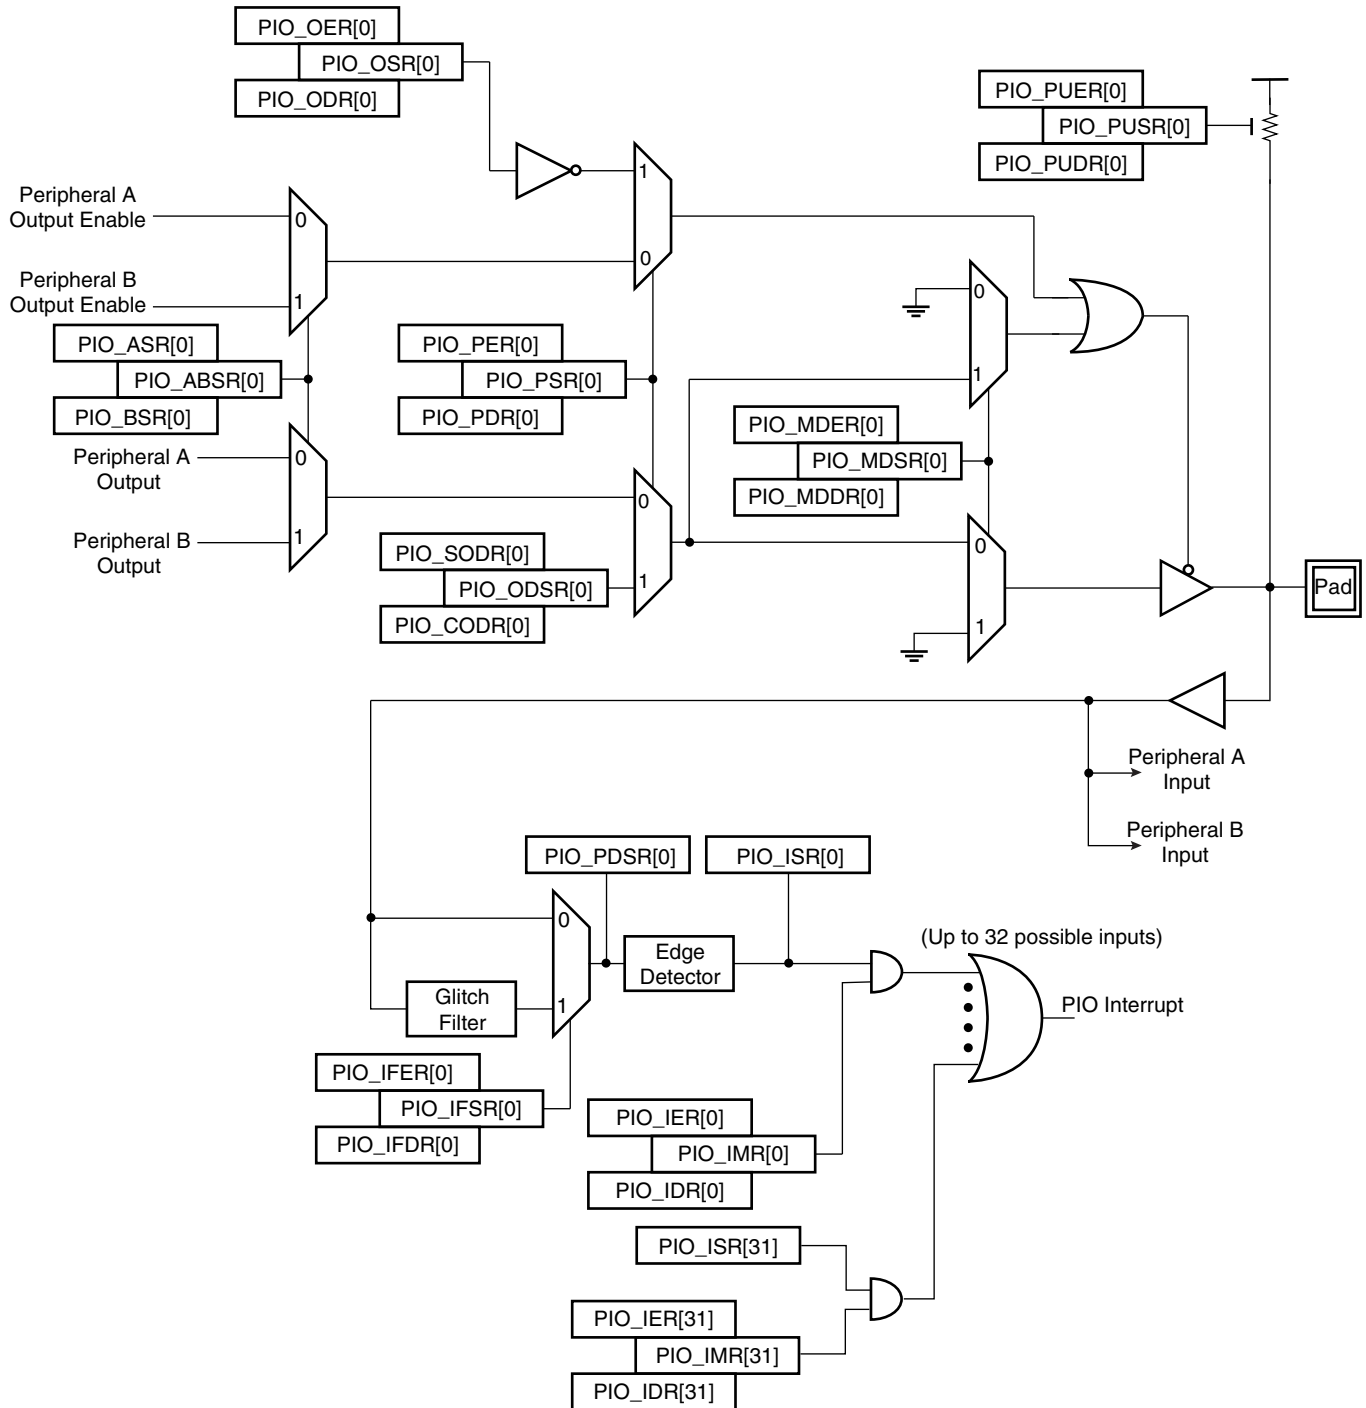 PIO_OER[0]
PIO_OSR[0]
PIO_ODR[0]
PIO_PUER[0]
PIO_PUSR[0]
PIO_PUDR[0]
1
0
Peripheral A
Output Enable
0
Peripheral B
Output Enable
1
PIO_ASR[0]
PIO_ABSR[0]
PIO_BSR[0]
PIO_PER[0]
PIO_PSR[0]
PIO_PDR[0]
0
1
PIO_MDER[0]
PIO_MDSR[0]
PIO_MDDR[0]
Peripheral A
Output
0
Peripheral B
Output
1
0
1
PIO_SODR[0]
PIO_ODSR[0]
PIO_CODR[0]
0
1
Pad
Peripheral A
Input
Peripheral B
Input
PIO_PDSR[0]
PIO_ISR[0]
0
1
Glitch
Filter
Edge
Detector
(Up to 32 possible inputs)
PIO Interrupt
PIO_IFER[0]
PIO_IFSR[0]
PIO_IFDR[0]
PIO_IER[0]
PIO_IMR[0]
PIO_IDR[0]
PIO_ISR[31]
PIO_IER[31]
PIO_IMR[31]
PIO_IDR[31]